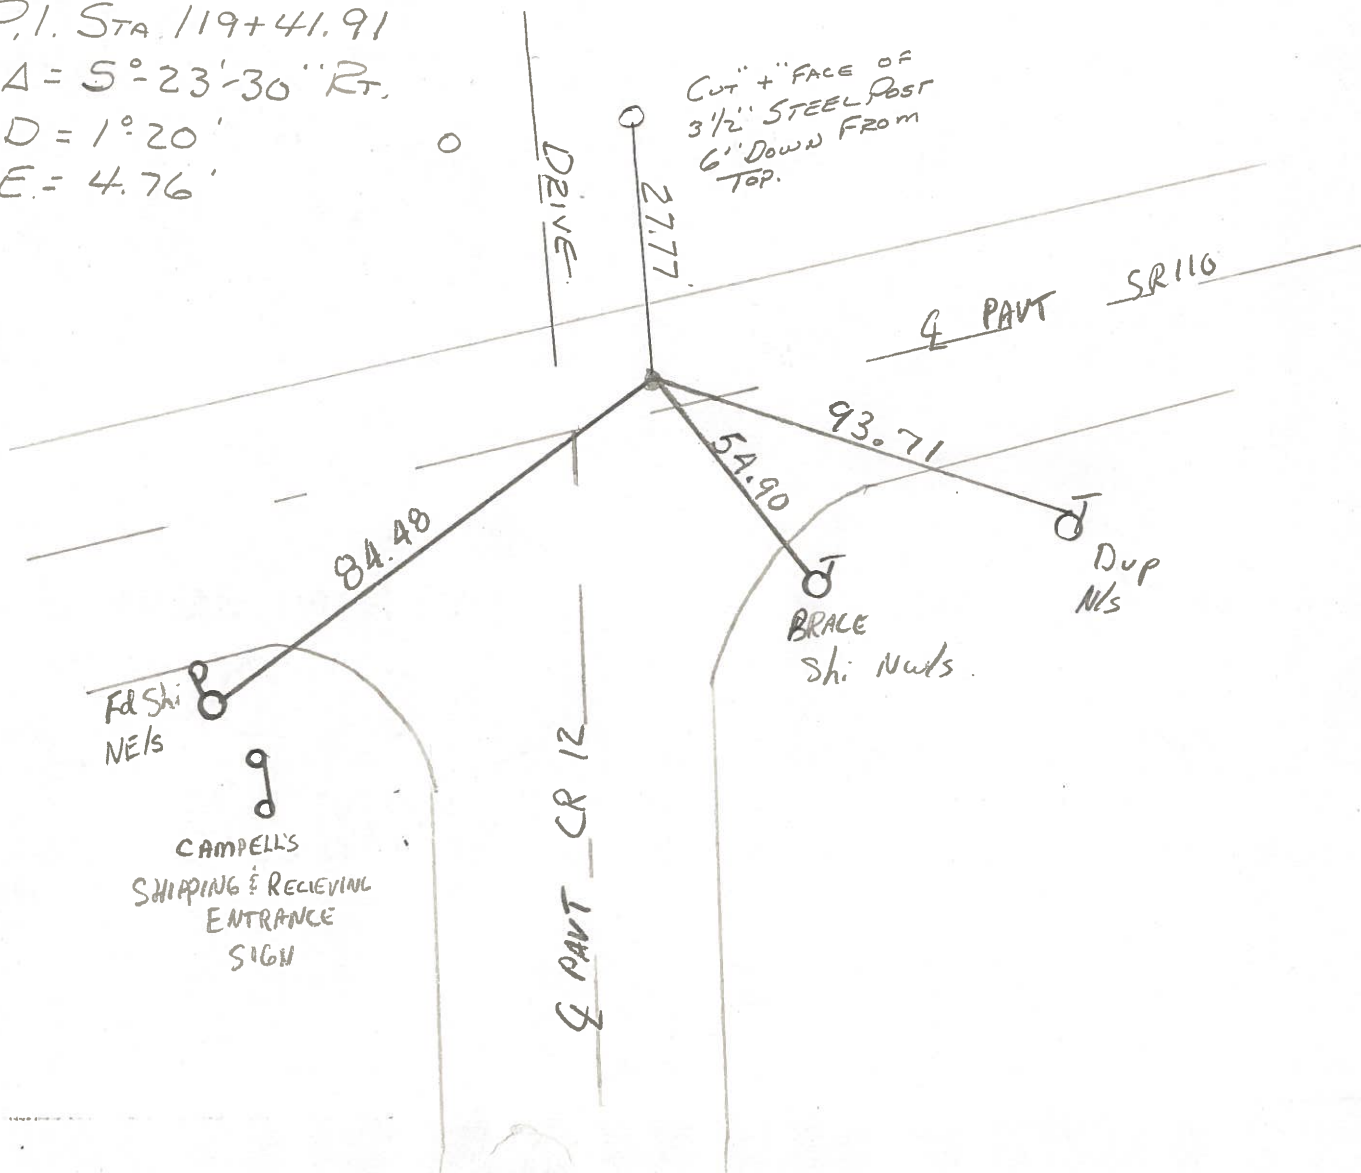 P.I. STA. 119+41.91
Δ = 5°-23'-30" RT.
D = 1°-20'
E. = 4.76'
CUT "+" FACE OF
3 1/2" STEEL POST
6" DOWN FROM
TOP.
DRIVE
27.77
℄ PAVT SR110
93.71
54.90
84.48
Dup
N/s
BRACE
Shi Nw/s.
Fd Shi
NE/s
CAMPELL'S
SHIPPING & RECIEVING
ENTRANCE
SIGN
℄ PAVT CR 12